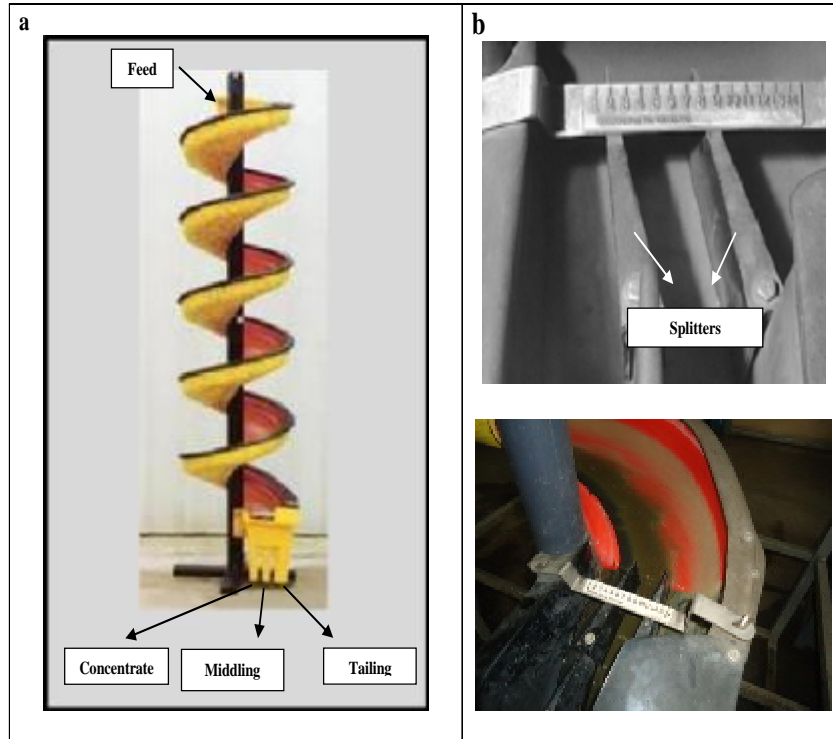 a
Feed
Concentrate
Middling
Tailing
b
Splitters